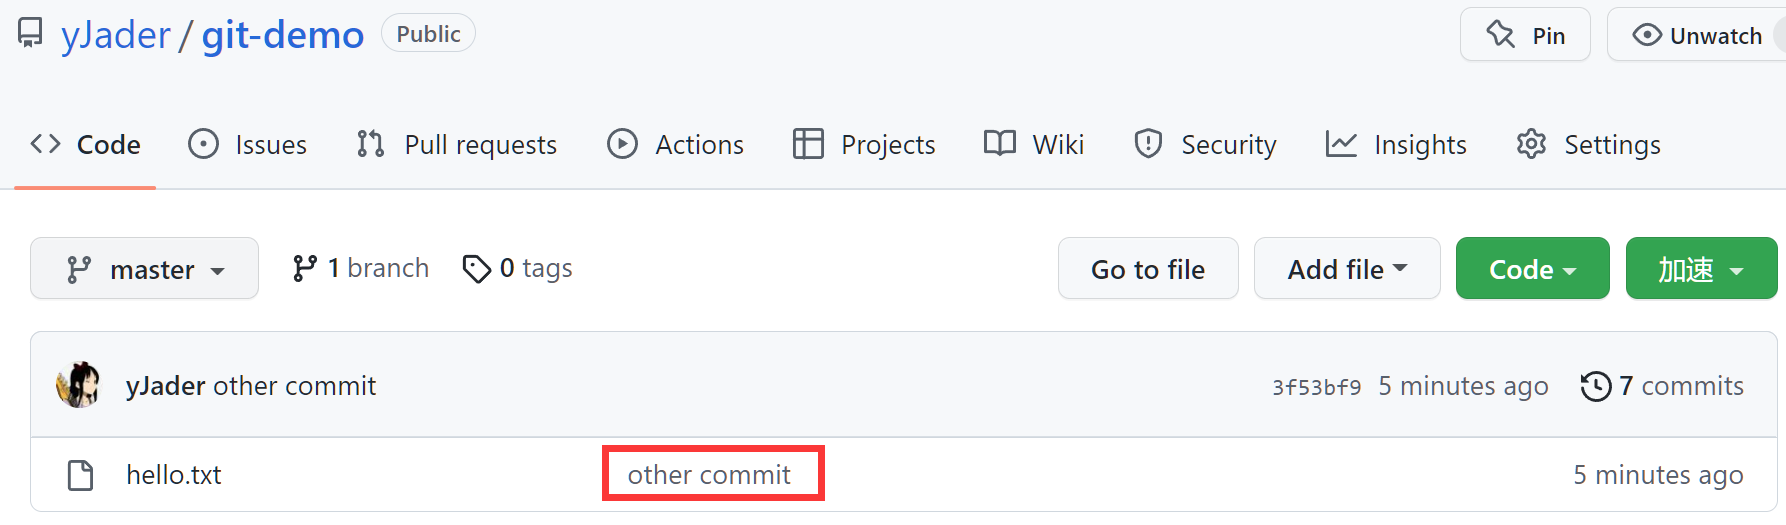 yJader / git-demo Public Pin Unwatch
Code Issues Pull requests Actions Projects Wiki Security Insights Settings
master 1 branch 0 tags Go to file Add file Code 加速
yJader other commit 3f53bf9 5 minutes ago 7 commits
hello.txt other commit 5 minutes ago